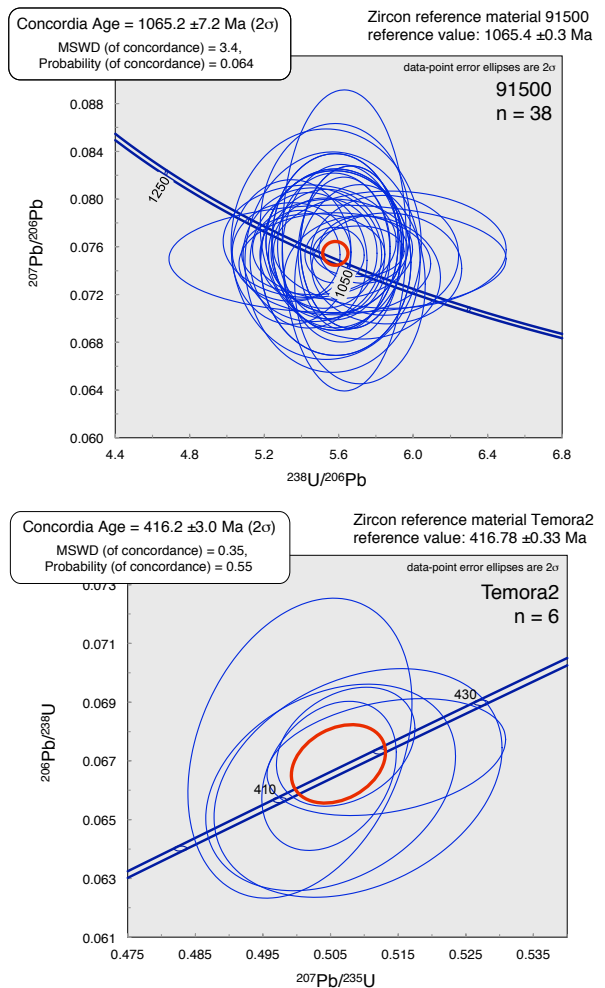 Concordia Age = 1065.2 ±7.2 Ma (2σ)
MSWD (of concordance) = 3.4,
Probability (of concordance) = 0.064
Zircon reference material 91500
reference value: 1065.4 ±0.3 Ma
data-point error ellipses are 2σ
91500
n = 38
0.088
0.084
0.080
0.076
0.072
0.068
0.064
0.060
207Pb/206Pb
1250
1050
4.4 4.8 5.2 5.6 6.0 6.4 6.8
238U/206Pb
Concordia Age = 416.2 ±3.0 Ma (2σ)
MSWD (of concordance) = 0.35,
Probability (of concordance) = 0.55
Zircon reference material Temora2
reference value: 416.78 ±0.33 Ma
data-point error ellipses are 2σ
Temora2
n = 6
0.073
0.071
0.069
0.067
0.065
0.063
0.061
206Pb/238U
430
410
0.475 0.485 0.495 0.505 0.515 0.525 0.535
207Pb/235U